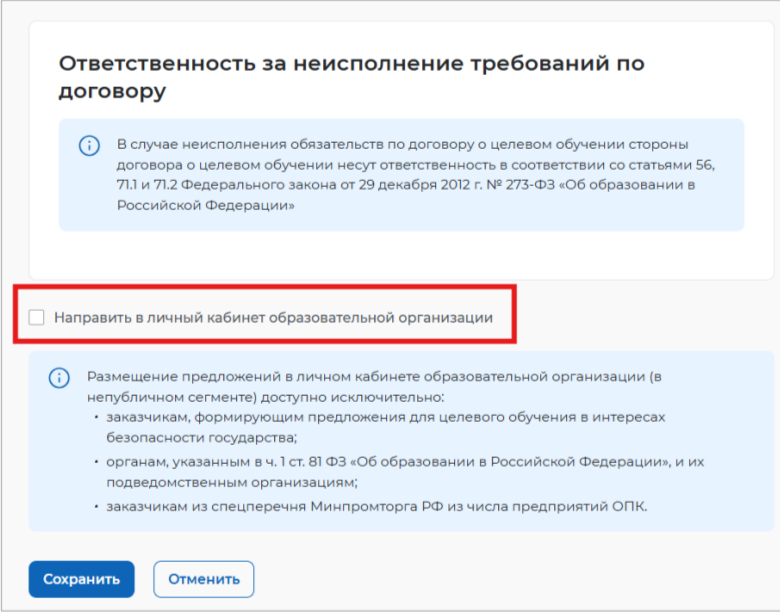 Ответственность за неисполнение требований по
договору
В случае неисполнения обязательств по договору о целевом обучении стороны
договора о целевом обучении несут ответственность в соответствии со статьями 56,
71.1 и 71.2 Федерального закона от 29 декабря 2012 г. № 273-ФЗ «Об образовании в
Российской Федерации»
Направить в личный кабинет образовательной организации
Размещение предложений в личном кабинете образовательной организации (в
непубличном сегменте) доступно исключительно:
• заказчикам, формирующим предложения для целевого обучения в интересах
безопасности государства;
• органам, указанным в ч. 1 ст. 81 ФЗ «Об образовании в Российской Федерации», и их
подведомственным организациям;
• заказчикам из спецперечня Минпромторга РФ из числа предприятий ОПК.
Сохранить Отменить